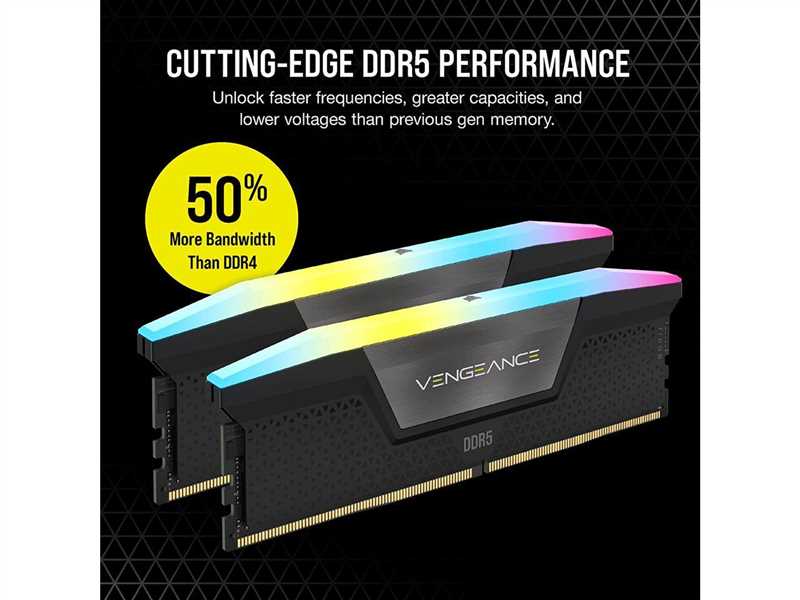 CUTTING-EDGE DDR5 PERFORMANCE
Unlock faster frequencies, greater capacities, and
lower voltages than previous gen memory.
50%
More Bandwidth
Than DDR4
VENGEANCE
DDR5